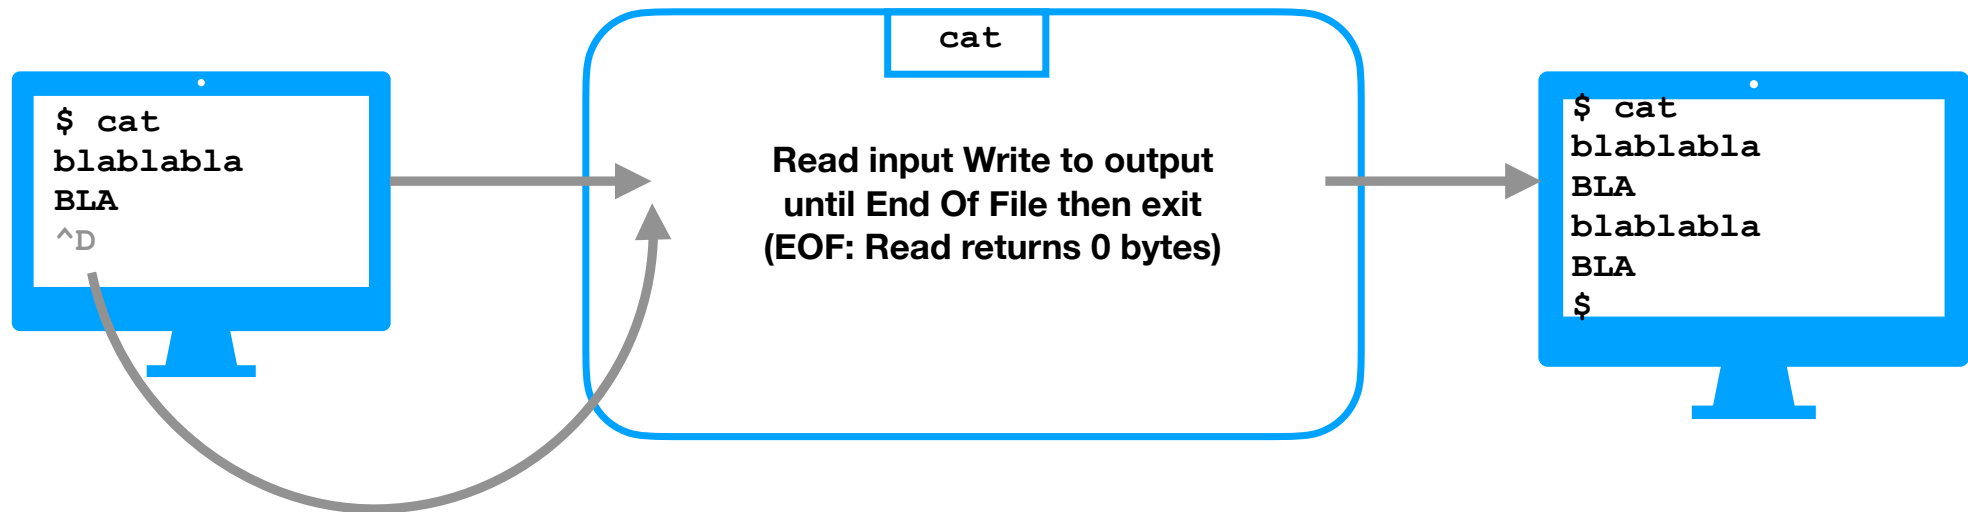 $ cat
blablabla
BLA
^D
cat
Read input Write to output
until End Of File then exit
(EOF: Read returns 0 bytes)
$ cat
blablabla
BLA
blablabla
BLA
$